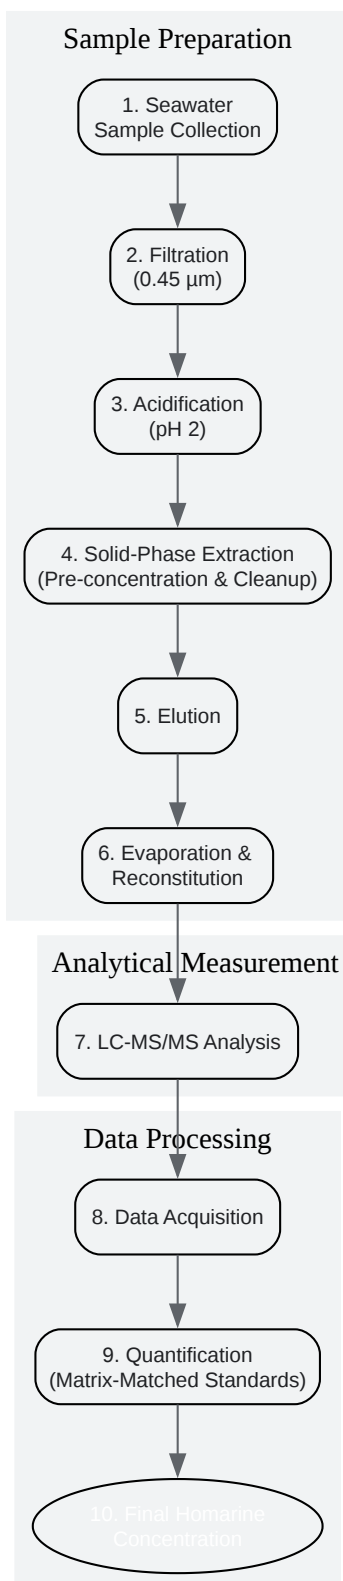 Sample Preparation
1. Seawater
Sample Collection
2. Filtration
(0.45 µm)
3. Acidification
(pH 2)
4. Solid-Phase Extraction
(Pre-concentration & Cleanup)
5. Elution
6. Evaporation &
Reconstitution
Analytical Measurement
7. LC-MS/MS Analysis
Data Processing
8. Data Acquisition
9. Quantification
(Matrix-Matched Standards)
10. Final Homarine
Concentration